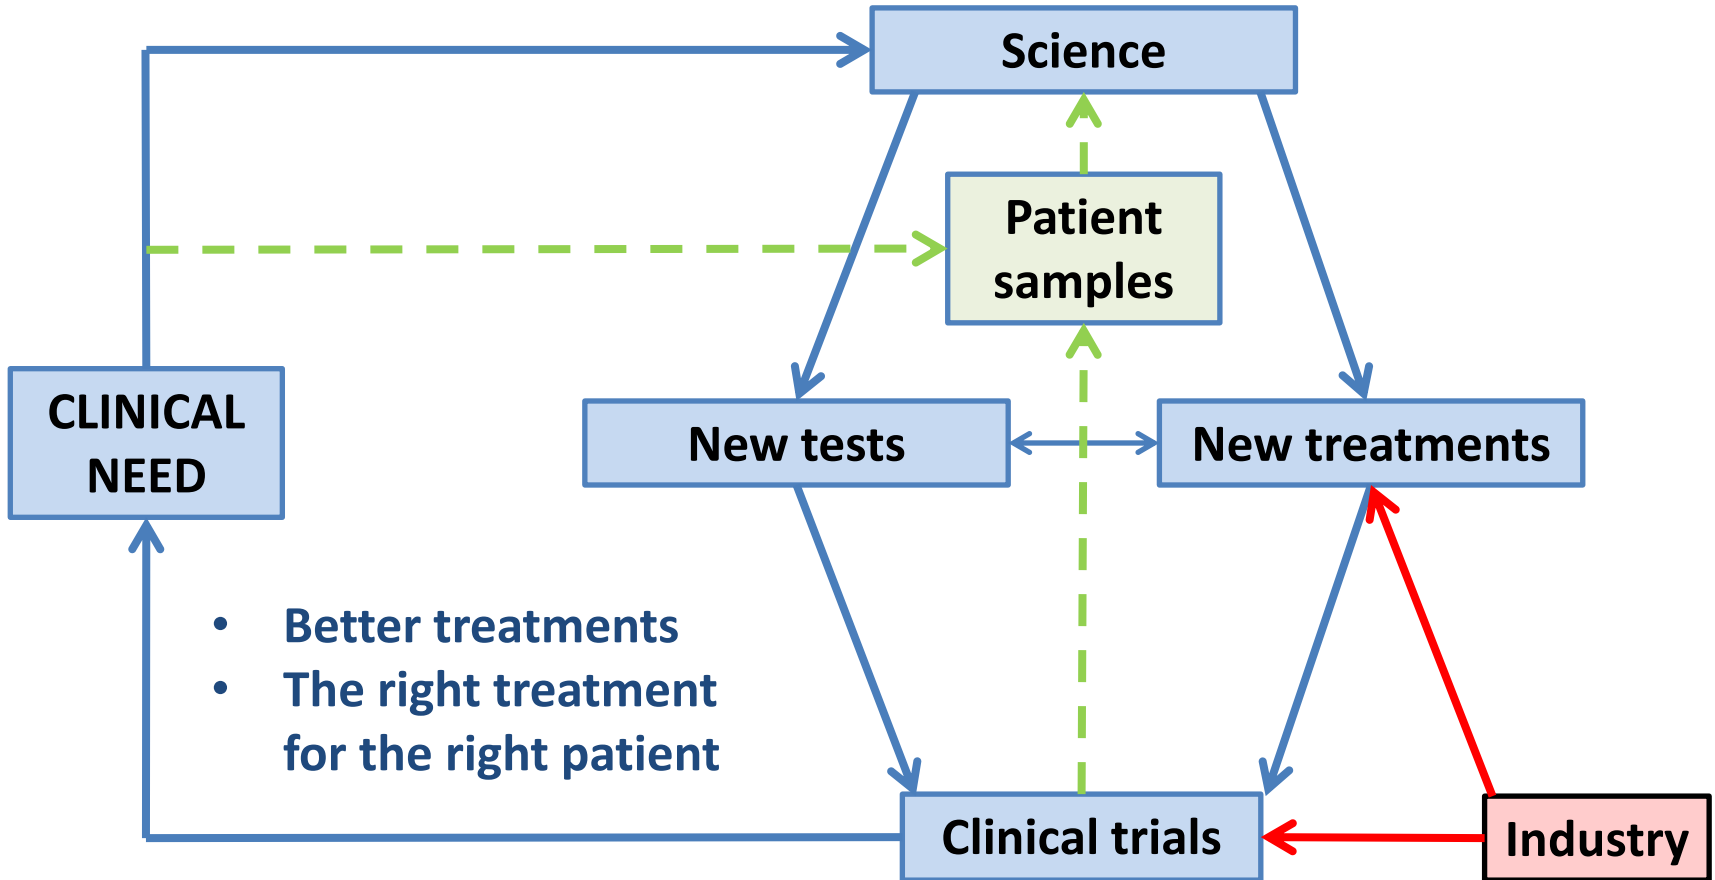 Science
Patient
samples
CLINICAL
NEED
New tests
New treatments
• Better treatments
• The right treatment
for the right patient
Clinical trials
Industry